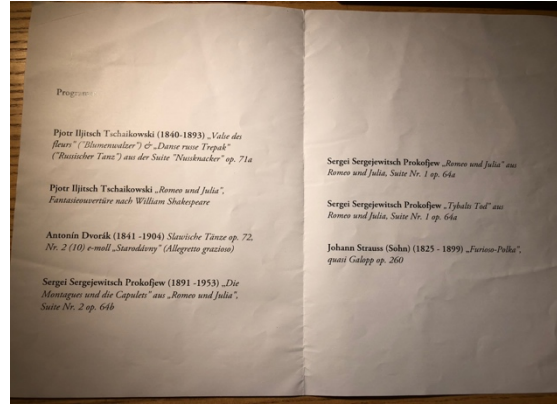 Programm
Pjotr Iljitsch Tschaikowski (1840-1893) „Valse des
fleurs" ("Blumenwalzer") & „Danse russe Trepak"
("Russischer Tanz") aus der Suite "Nussknacker" op. 71a
Pjotr Iljitsch Tschaikowski „Romeo und Julia",
Fantasieouvertüre nach William Shakespeare
Antonín Dvorák (1841 -1904) Slawische Tänze op. 72,
Nr. 2 (10) e-moll „Starodávny" (Allegretto grazioso)
Sergei Sergejewitsch Prokofjew (1891 -1953) „Die
Montagues und die Capulets" aus „Romeo und Julia",
Suite Nr. 2 op. 64b
Sergei Sergejewitsch Prokofjew „Romeo und Julia" aus
Romeo und Julia, Suite Nr. 1 op. 64a
Sergei Sergejewitsch Prokofjew „Tybalts Tod" aus
Romeo und Julia, Suite Nr. 1 op. 64a
Johann Strauss (Sohn) (1825 - 1899) „Furioso-Polka",
quasi Galopp op. 260